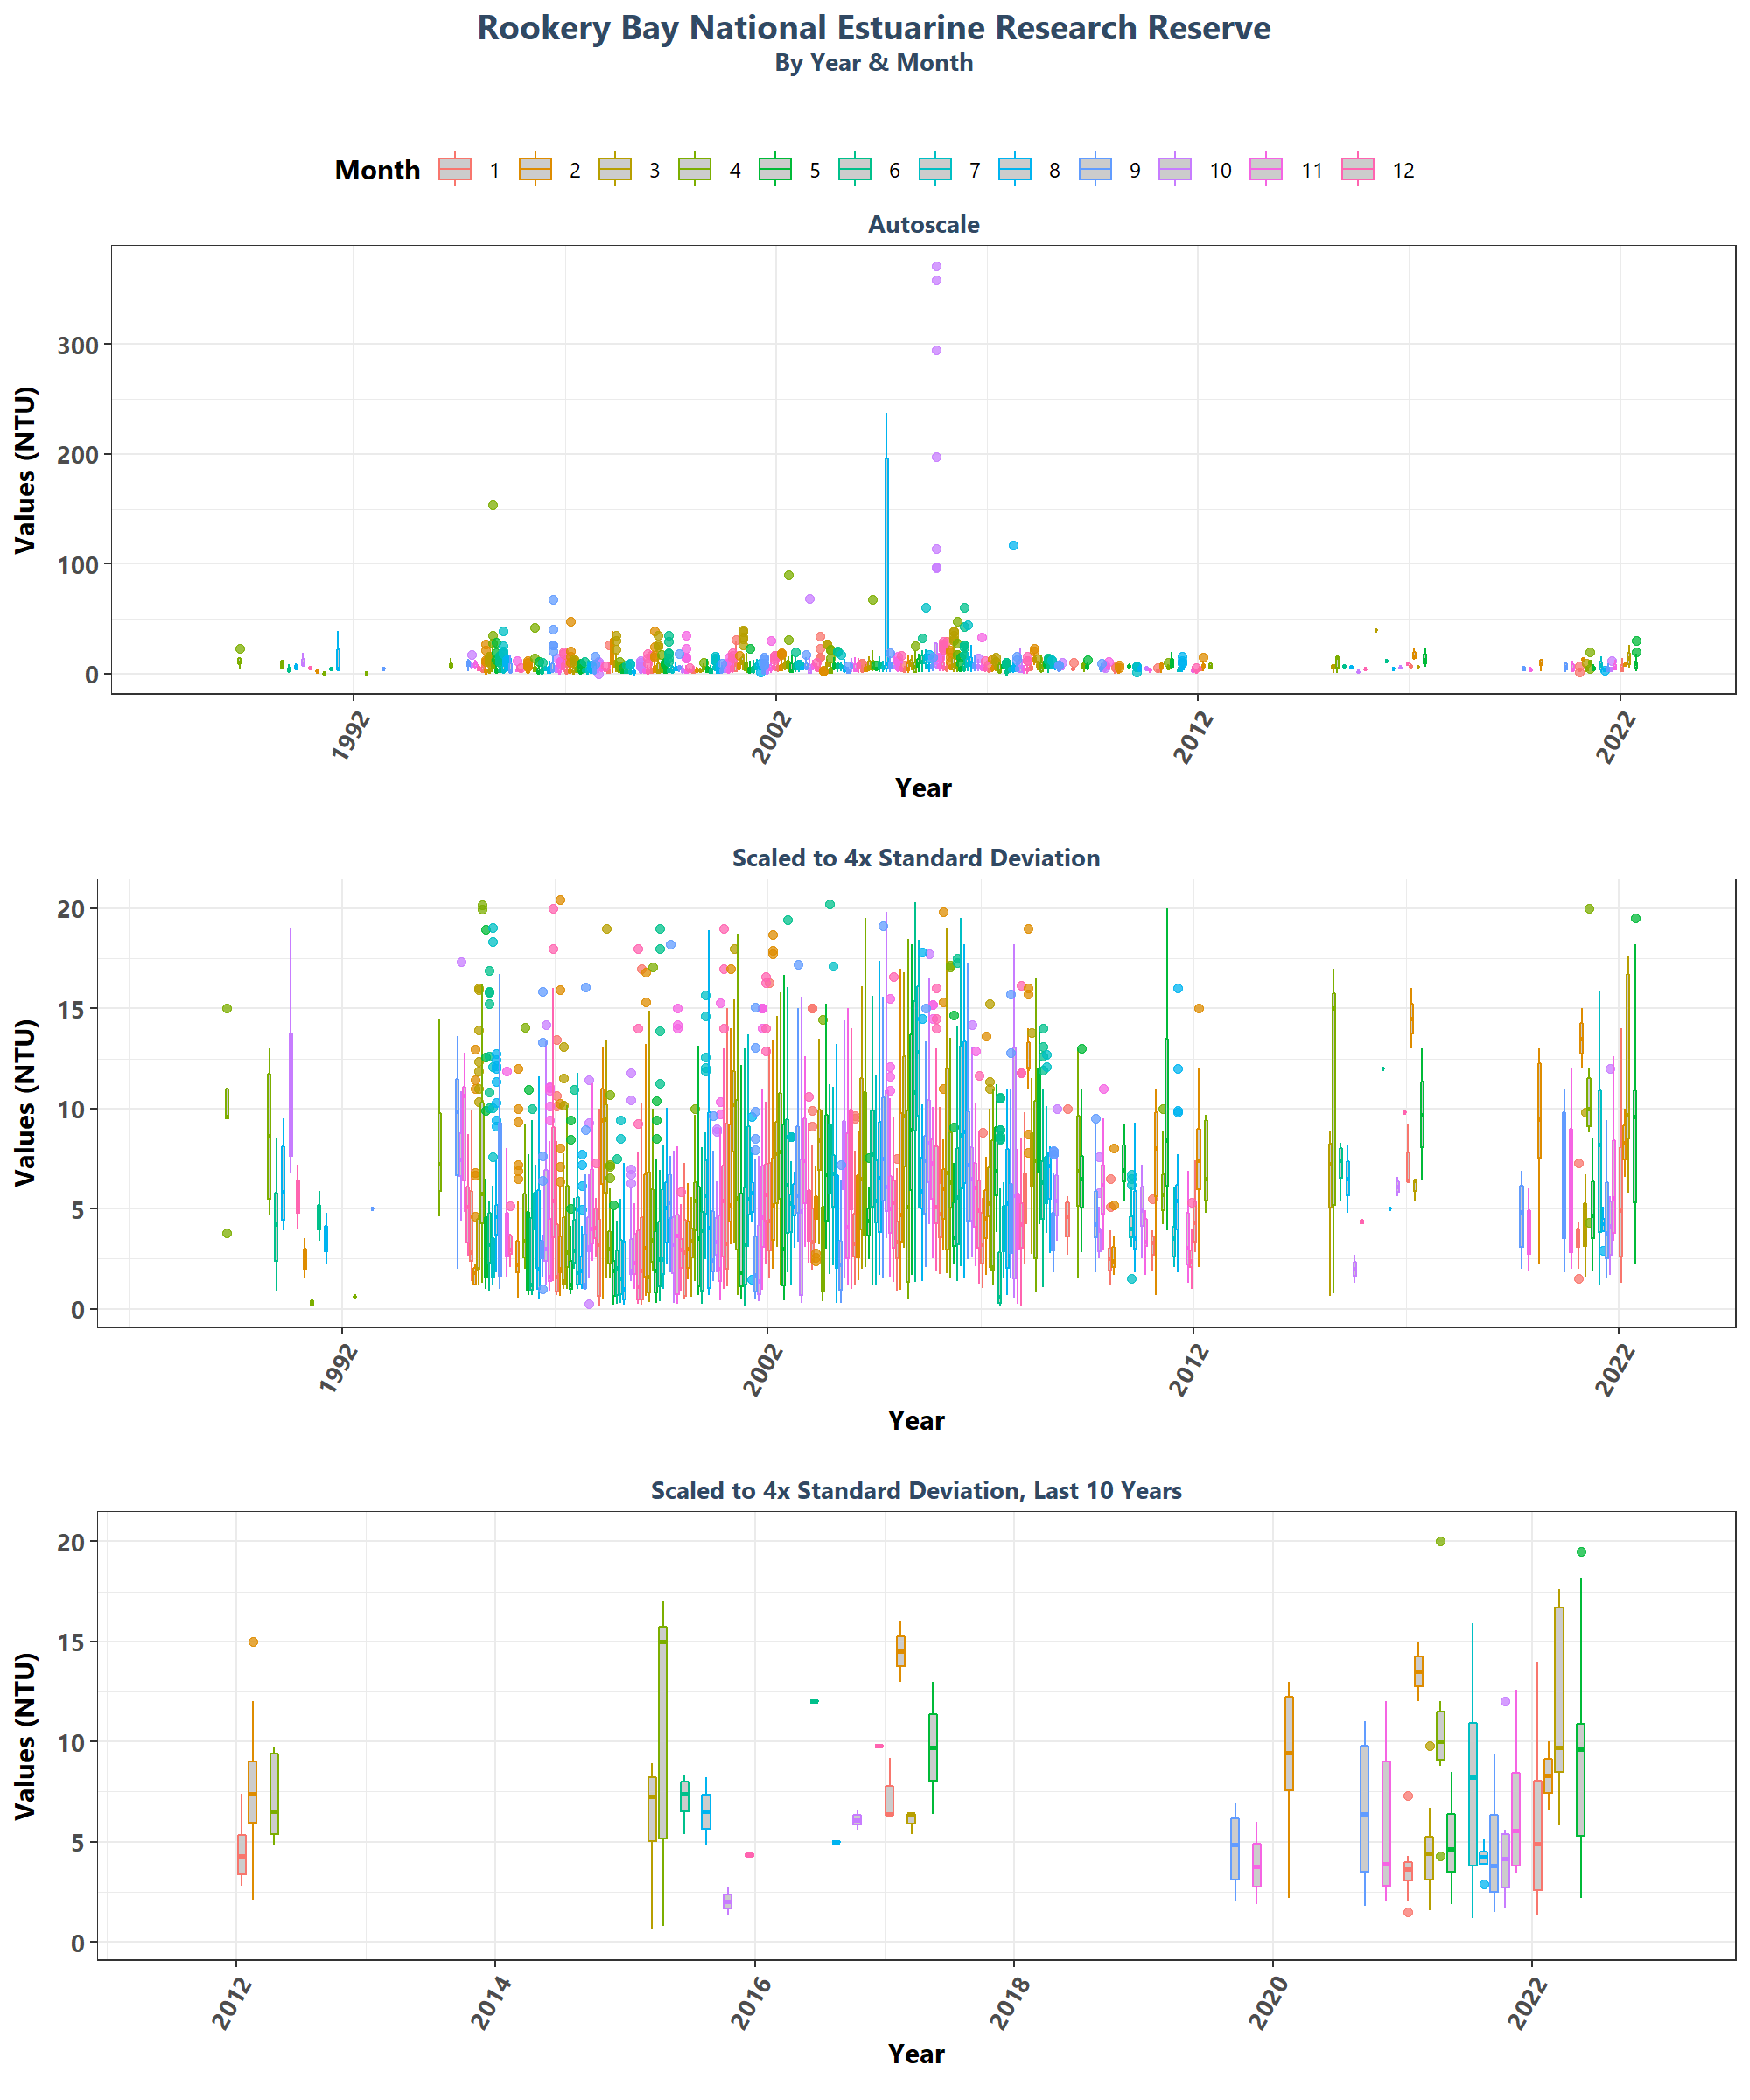 Rookery Bay National Estuarine Research Reserve
By Year & Month
Month 1 2 3 4 5 6 7 8 9 10 11 12
Autoscale
Values (NTU)
300
200
100
0
1992 2002 2012 2022
Year
Scaled to 4x Standard Deviation
Values (NTU)
20
15
10
5
0
1992 2002 2012 2022
Year
Scaled to 4x Standard Deviation, Last 10 Years
Values (NTU)
20
15
10
5
0
2012 2014 2016 2018 2020 2022
Year